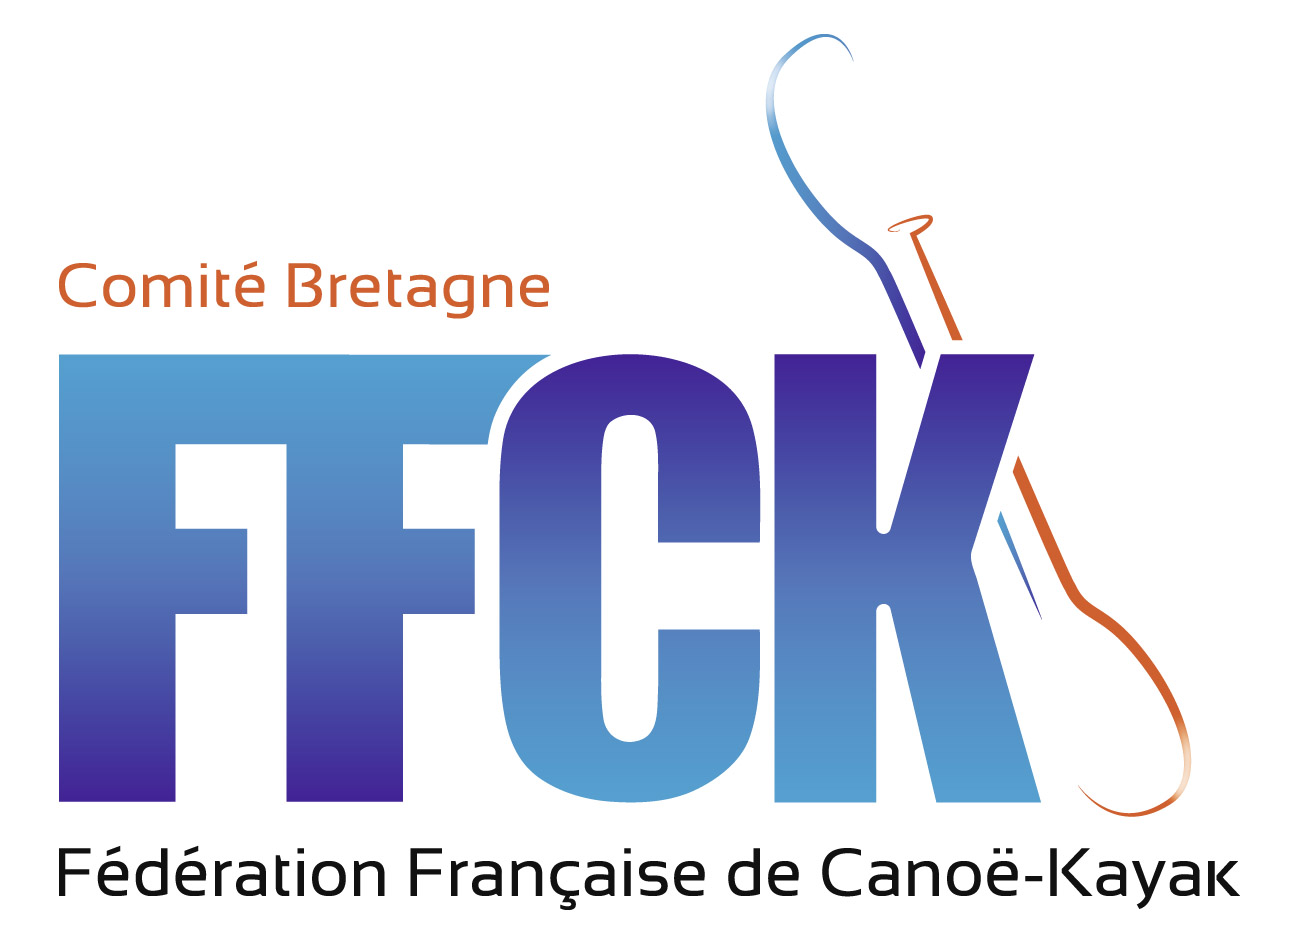 Comité Bretagne
FFCK
Fédération Française de Canoë-Kayak